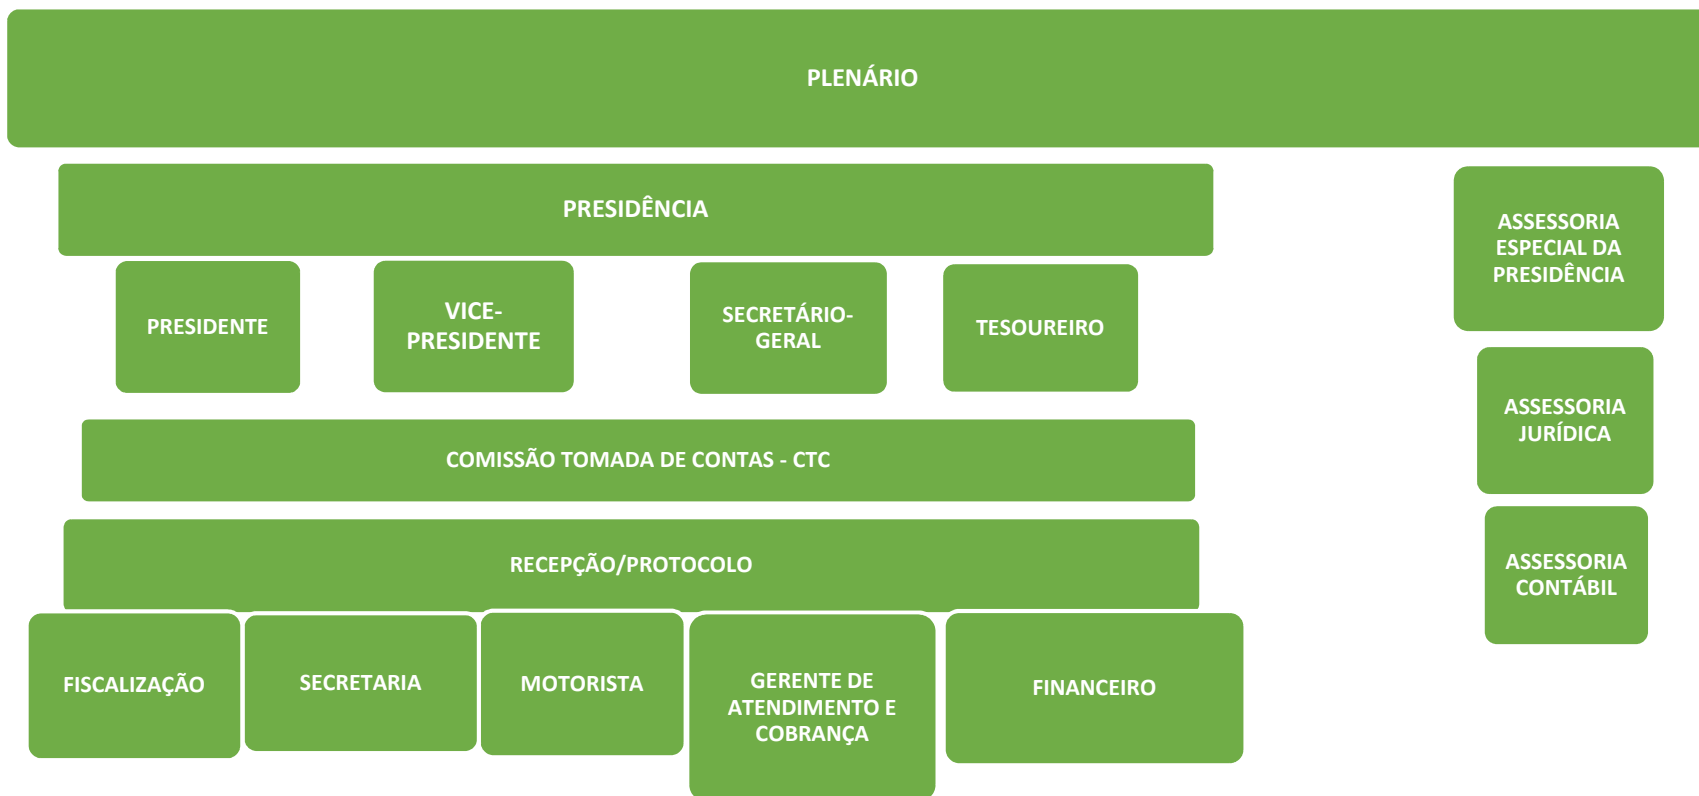 PLENÁRIO
PRESIDÊNCIA
PRESIDENTE
VICE-
PRESIDENTE
SECRETÁRIO-
GERAL
TESOUREIRO
COMISSÃO TOMADA DE CONTAS - CTC
RECEPÇÃO/PROTOCOLO
FISCALIZAÇÃO
SECRETARIA
MOTORISTA
GERENTE DE
ATENDIMENTO E
COBRANÇA
FINANCEIRO
ASSESSORIA
ESPECIAL DA
PRESIDÊNCIA
ASSESSORIA
JURÍDICA
ASSESSORIA
CONTÁBIL